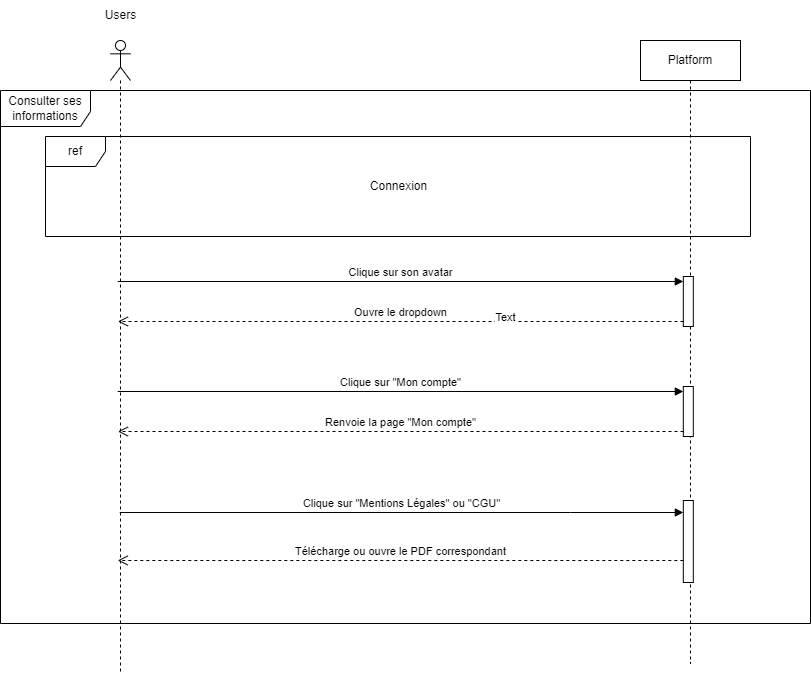 Users
Platform
Consulter ses
informations
ref
Connexion
Clique sur son avatar
Ouvre le dropdown
Text
Clique sur "Mon compte"
Renvoie la page "Mon compte"
Clique sur "Mentions Légales" ou "CGU"
Télécharge ou ouvre le PDF correspondant